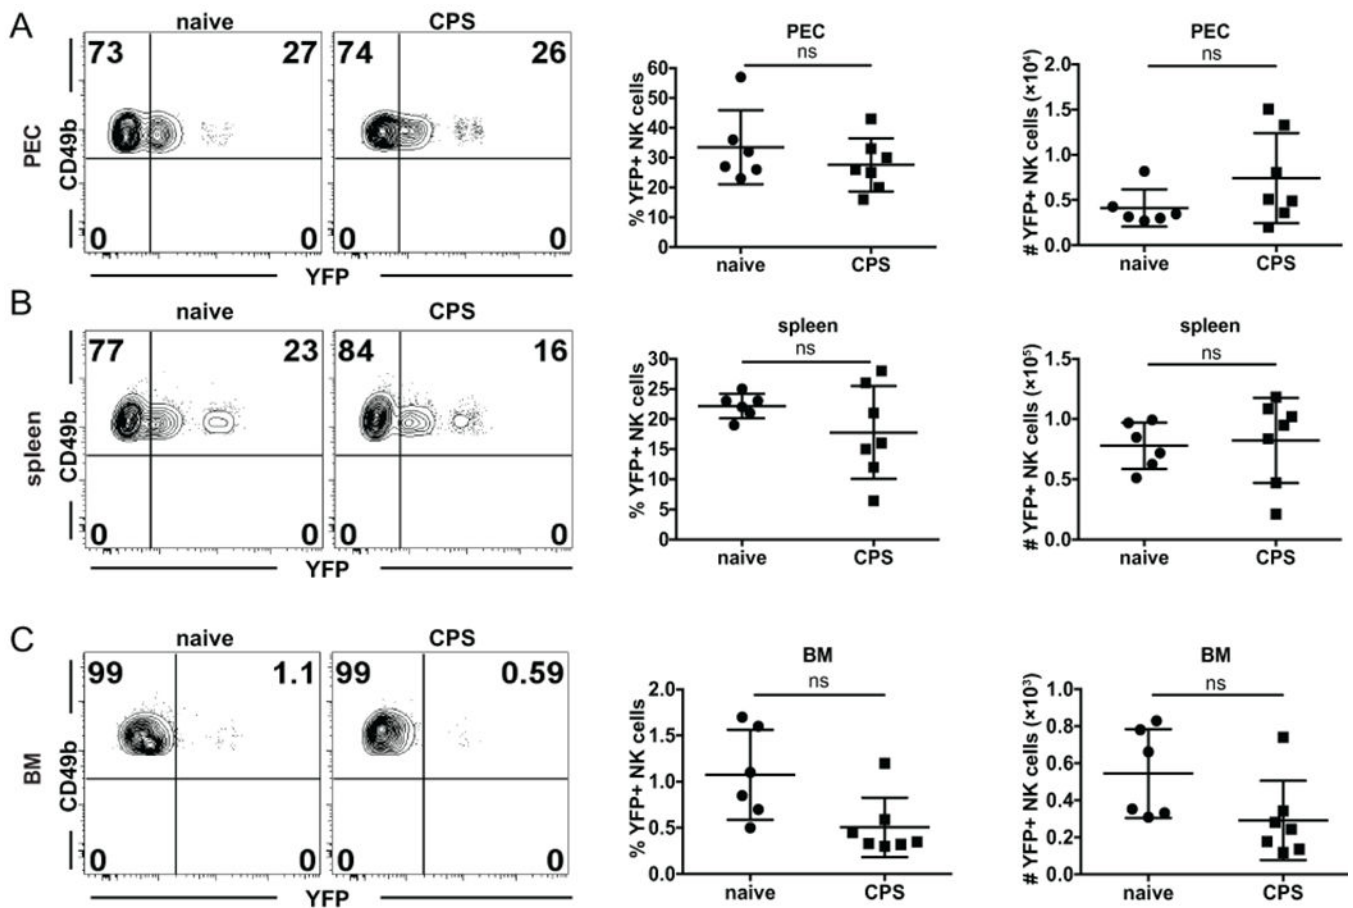 A
naive
CPS
73
27
74
26
0
0
0
0
PEC
CD49b
YFP
PEC
ns
% YFP+ NK cells
60
50
40
30
20
10
0
naive
CPS
PEC
ns
# YFP+ NK cells (×10⁴)
2.0
1.5
1.0
0.5
0.0
naive
CPS
B
naive
CPS
77
23
84
16
0
0
0
0
spleen
CD49b
YFP
spleen
ns
% YFP+ NK cells
30
25
20
15
10
5
0
naive
CPS
spleen
ns
# YFP+ NK cells (×10⁵)
1.5
1.0
0.5
0.0
naive
CPS
C
naive
CPS
99
1.1
99
0.59
0
0
0
0
BM
CD49b
YFP
BM
ns
% YFP+ NK cells
2.0
1.5
1.0
0.5
0.0
naive
CPS
BM
ns
# YFP+ NK cells (×10³)
1.0
0.8
0.6
0.4
0.2
0.0
naive
CPS